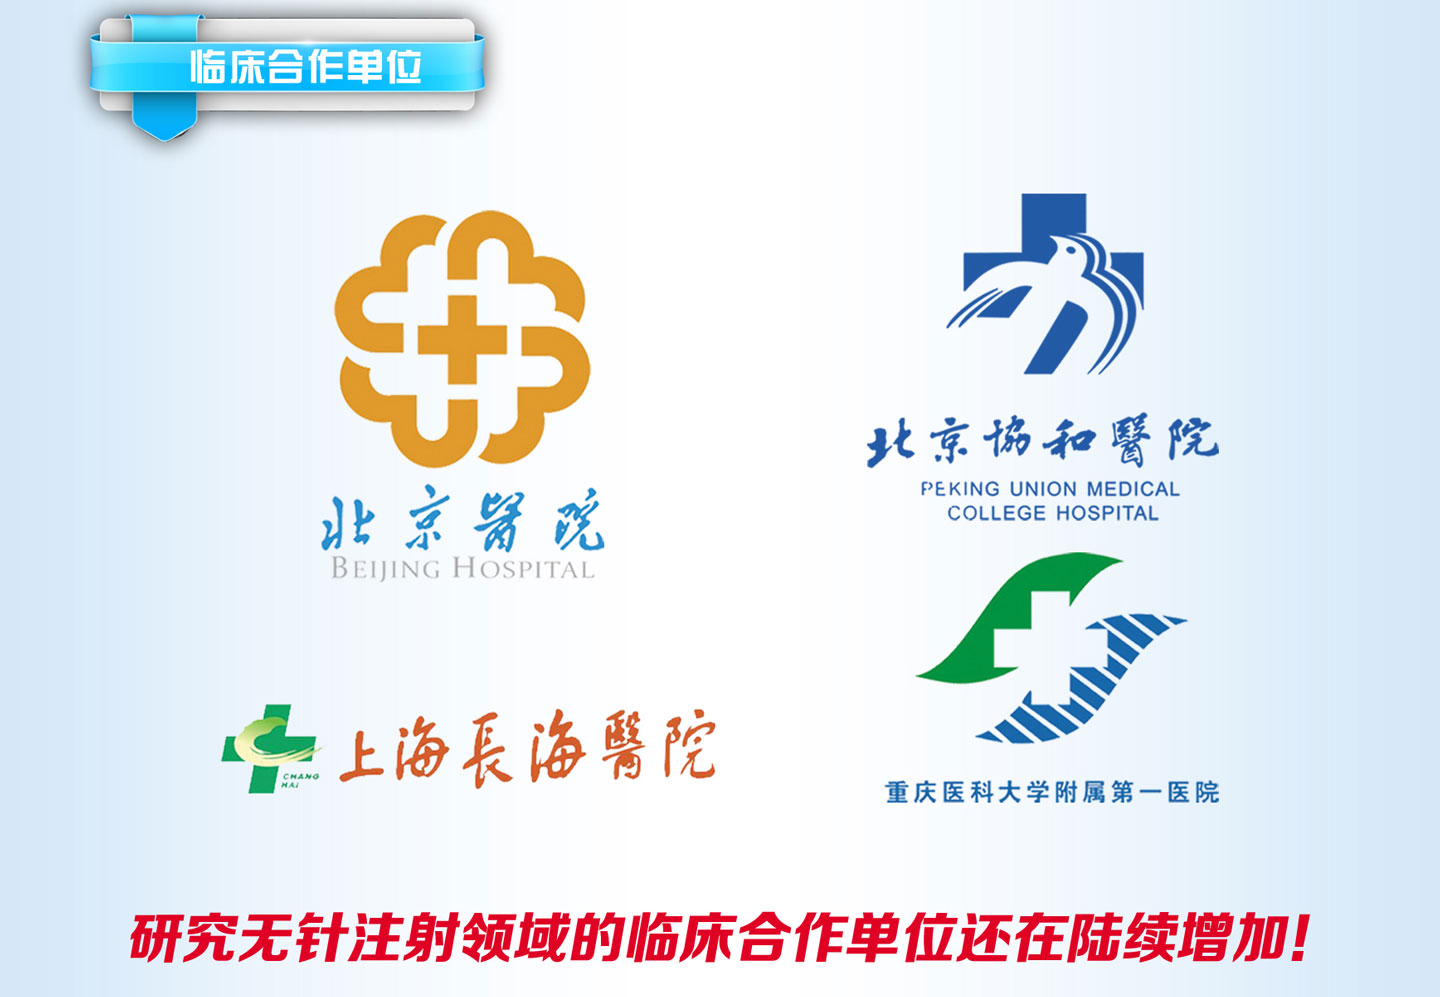 临床合作单位
北京醫院
BEIJING HOSPITAL
北京協和醫院
PEKING UNION MEDICAL
COLLEGE HOSPITAL
CHANG
HAI
上海長海醫院
重庆医科大学附属第一医院
研究无针注射领域的临床合作单位还在陆续增加!